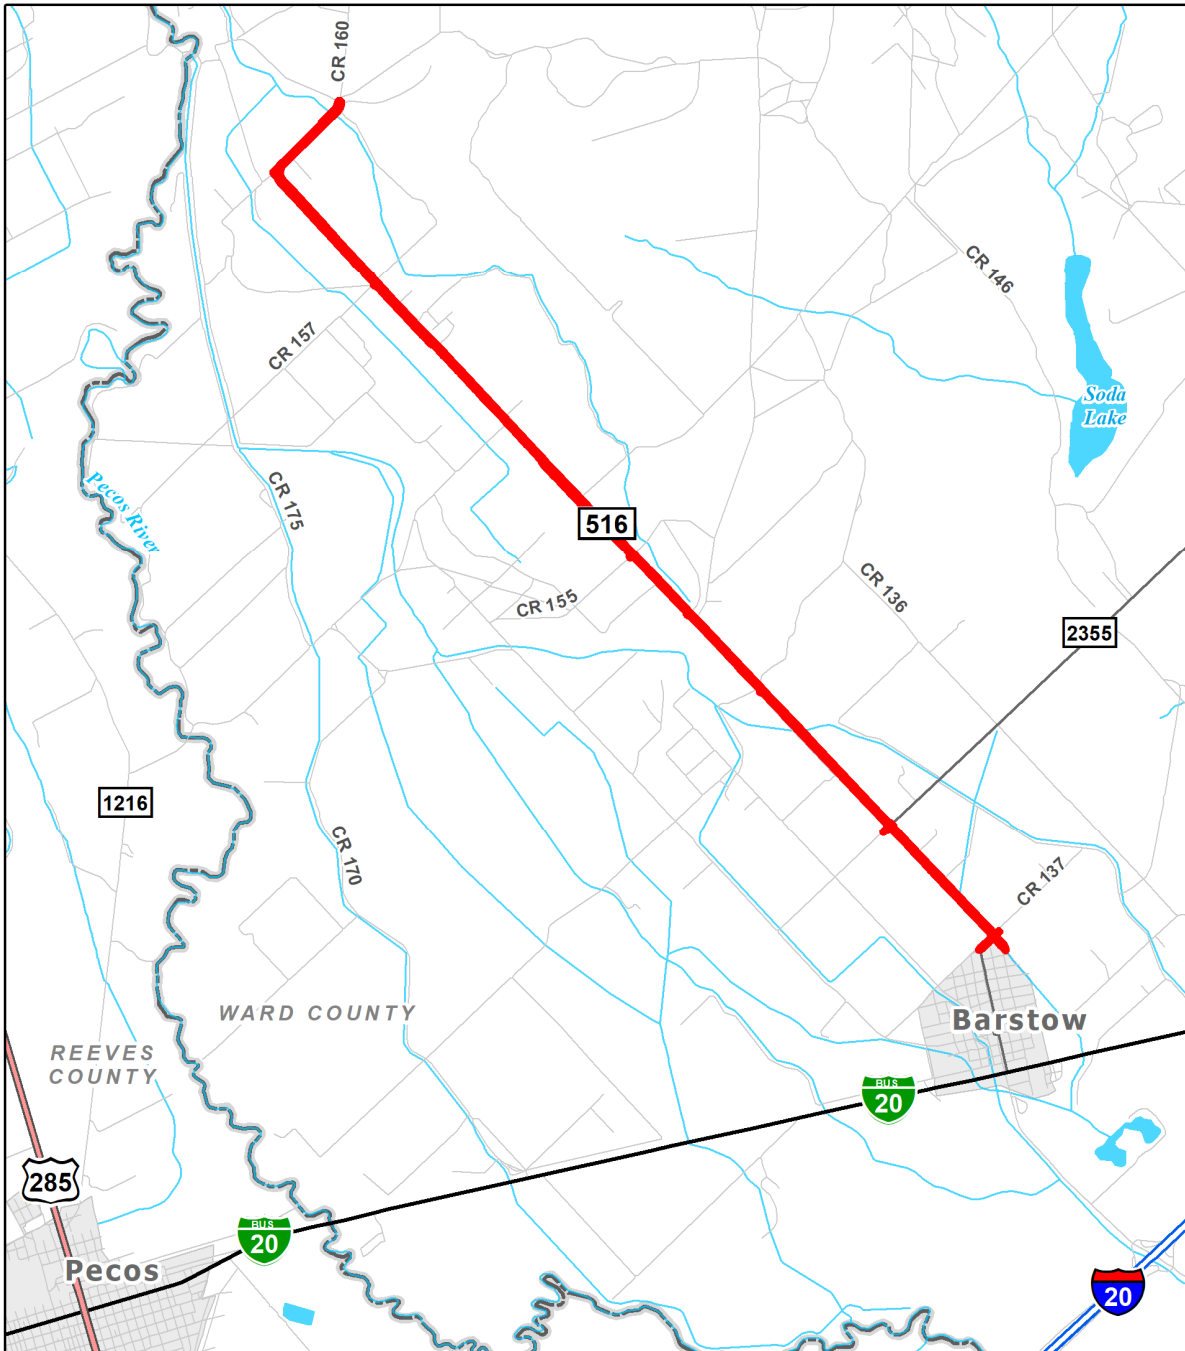 CR 160
CR 146
CR 157
Soda
Lake
Pecos River
CR 175
516
CR 155
CR 136
2355
1216
CR 170
CR 137
WARD COUNTY
Barstow
REEVES
COUNTY
BUS
20
285
BUS
20
Pecos
20